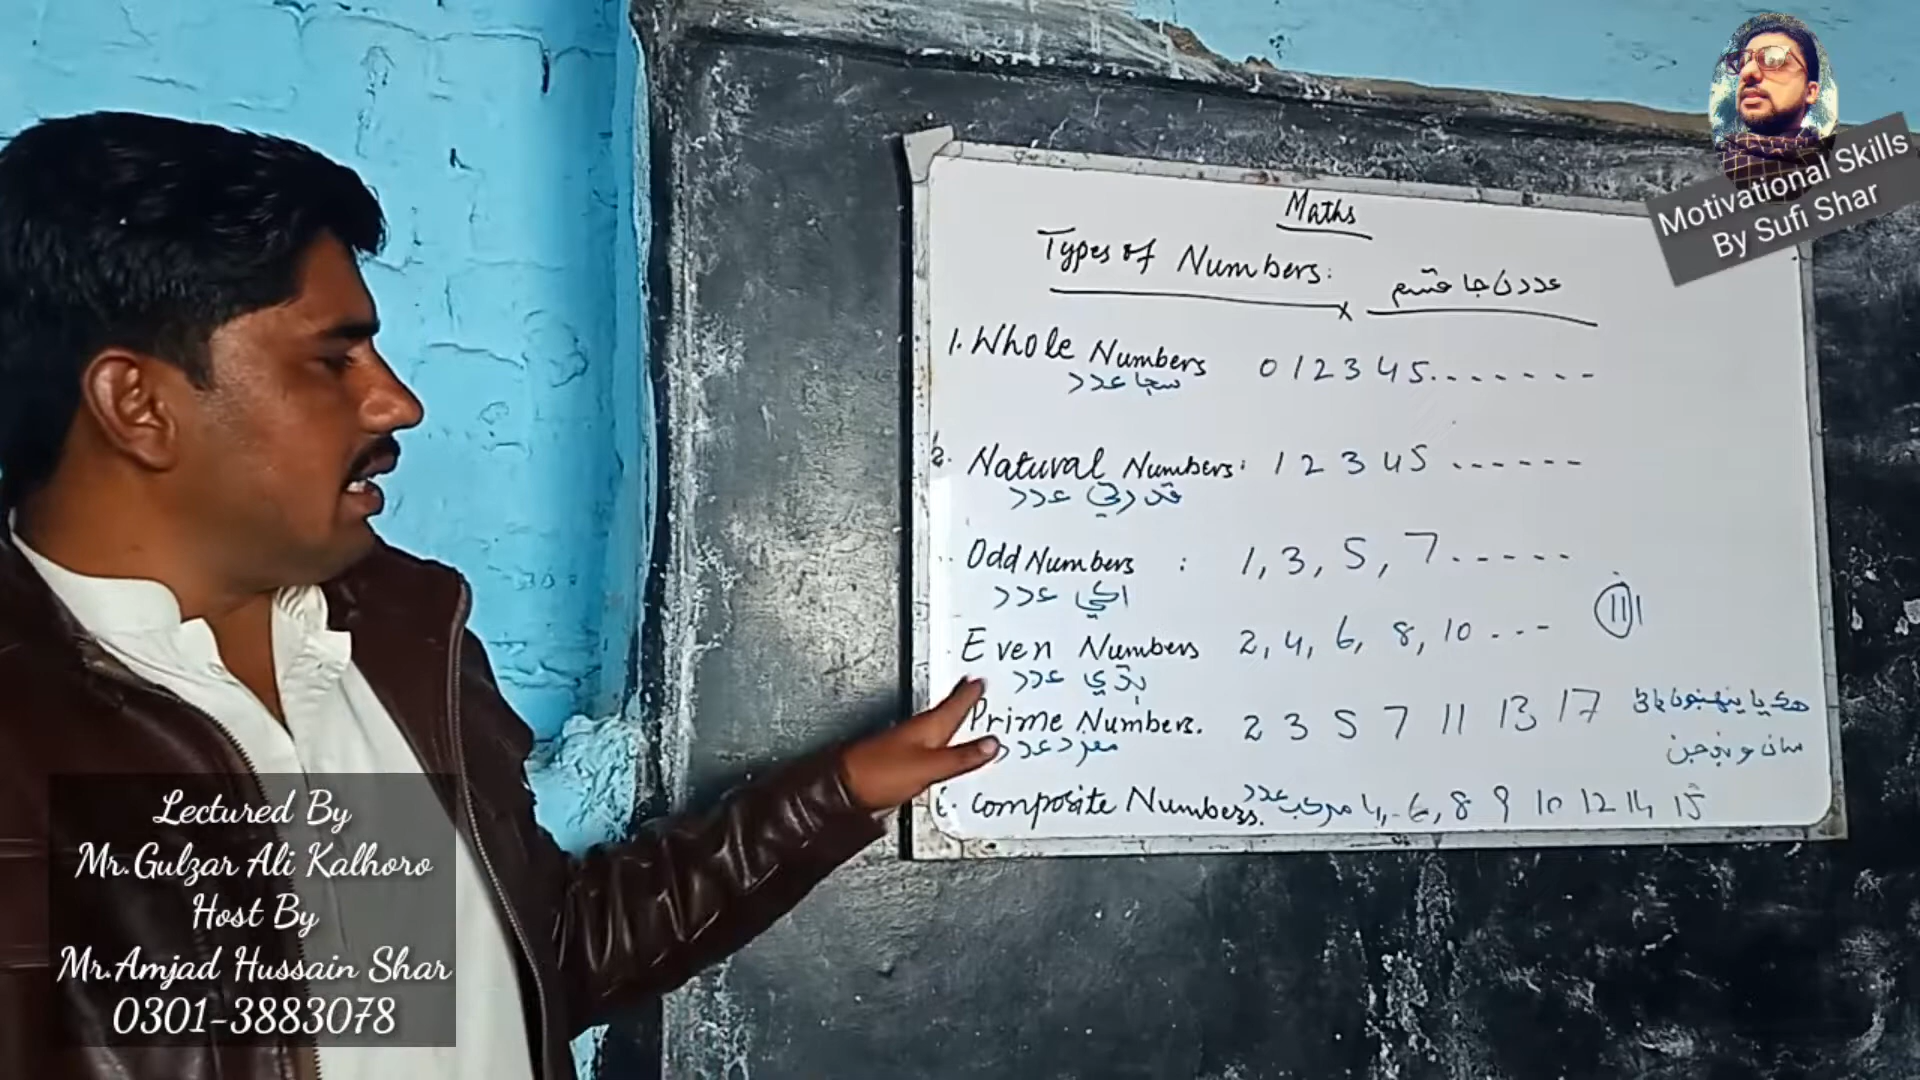 Maths
Types of Numbers: عددن جا قسم
1. Whole Numbers 0 1 2 3 4 5.......
سڄا عدد
2. Natural Numbers: 1 2 3 4 5 ......
قدرتي عدد
Odd Numbers : 1, 3, 5, 7.....
اڪي عدد
Even Numbers 2, 4, 6, 8, 10 ...
ٻڌي عدد
Prime Numbers. 2 3 5 7 11 13 17
مفرد عدد
Composite Numbers. مرڪب عدد 4, 6, 8 9 10 12 14 15
Motivational Skills
By Sufi Shar
Lectured By
Mr.Gulzar Ali Kalhoro
Host By
Mr.Amjad Hussain Shar
0301-3883078